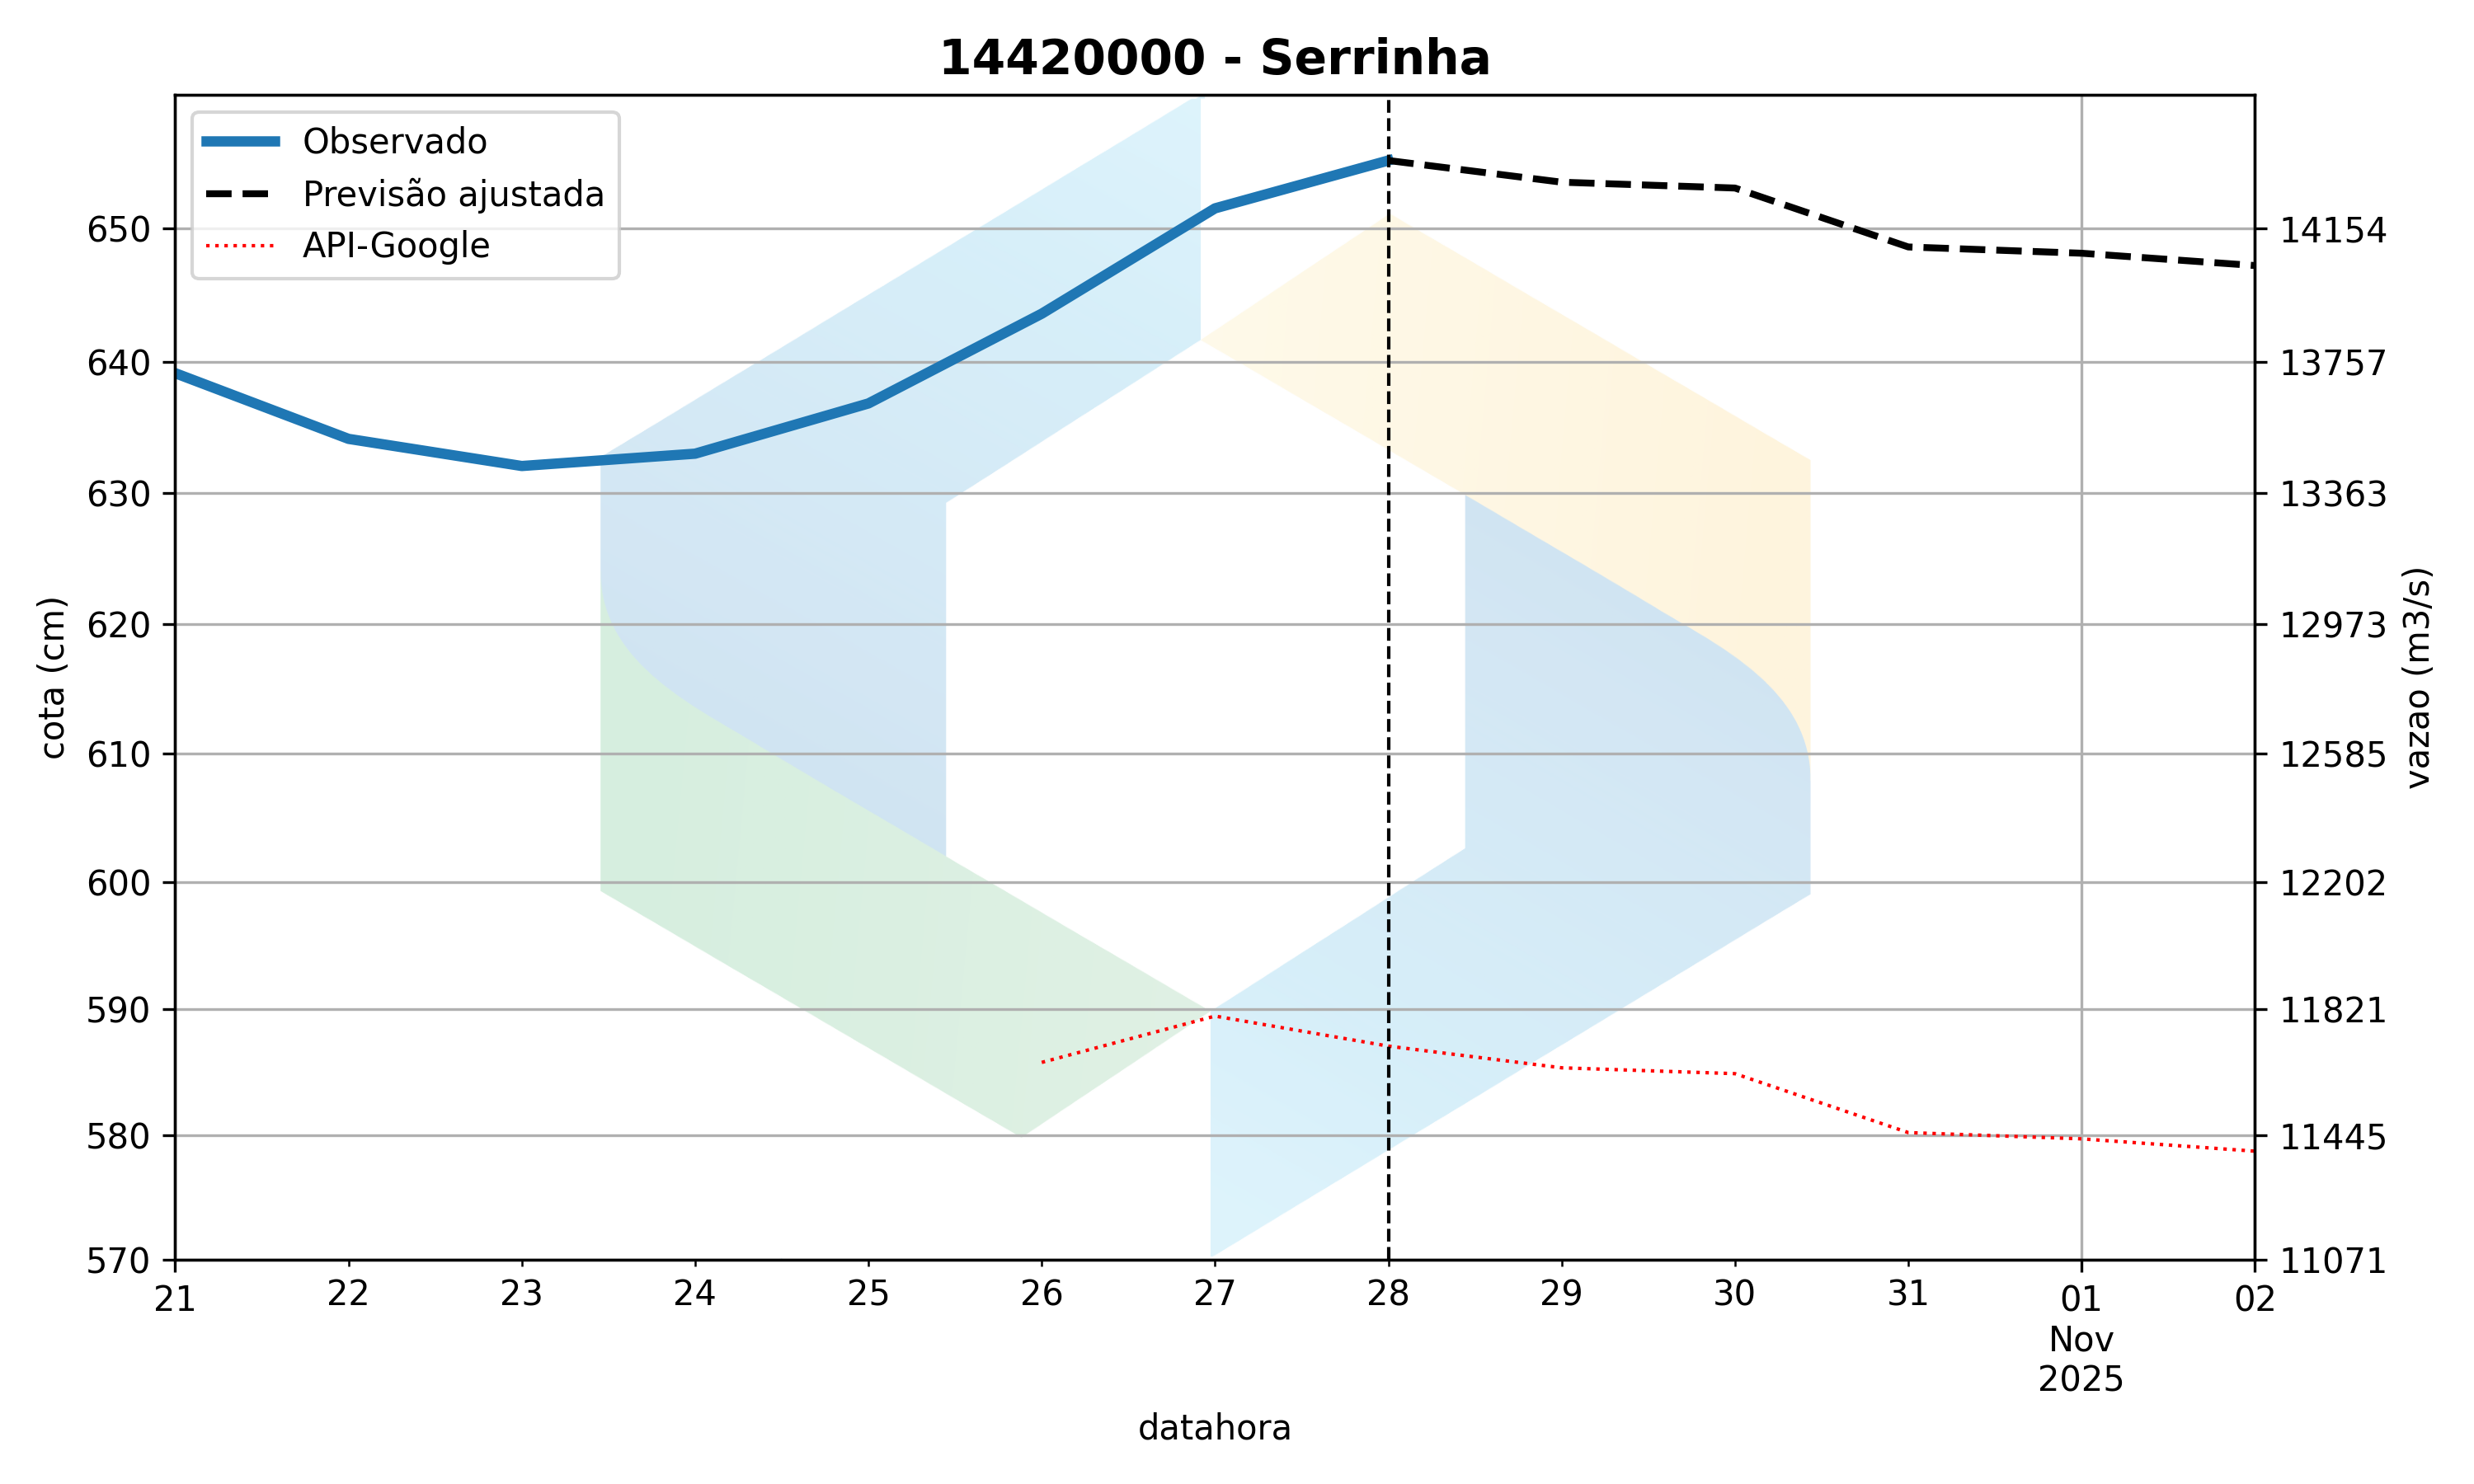 14420000 - Serrinha
Observado
Previsão ajustada
API-Google
650
640
630
620
610
600
590
580
570
cota (cm)
14154
13757
13363
12973
12585
12202
11821
11445
11071
vazao (m3/s)
21 22 23 24 25 26 27 28 29 30 31 01 02
Nov
2025
datahora